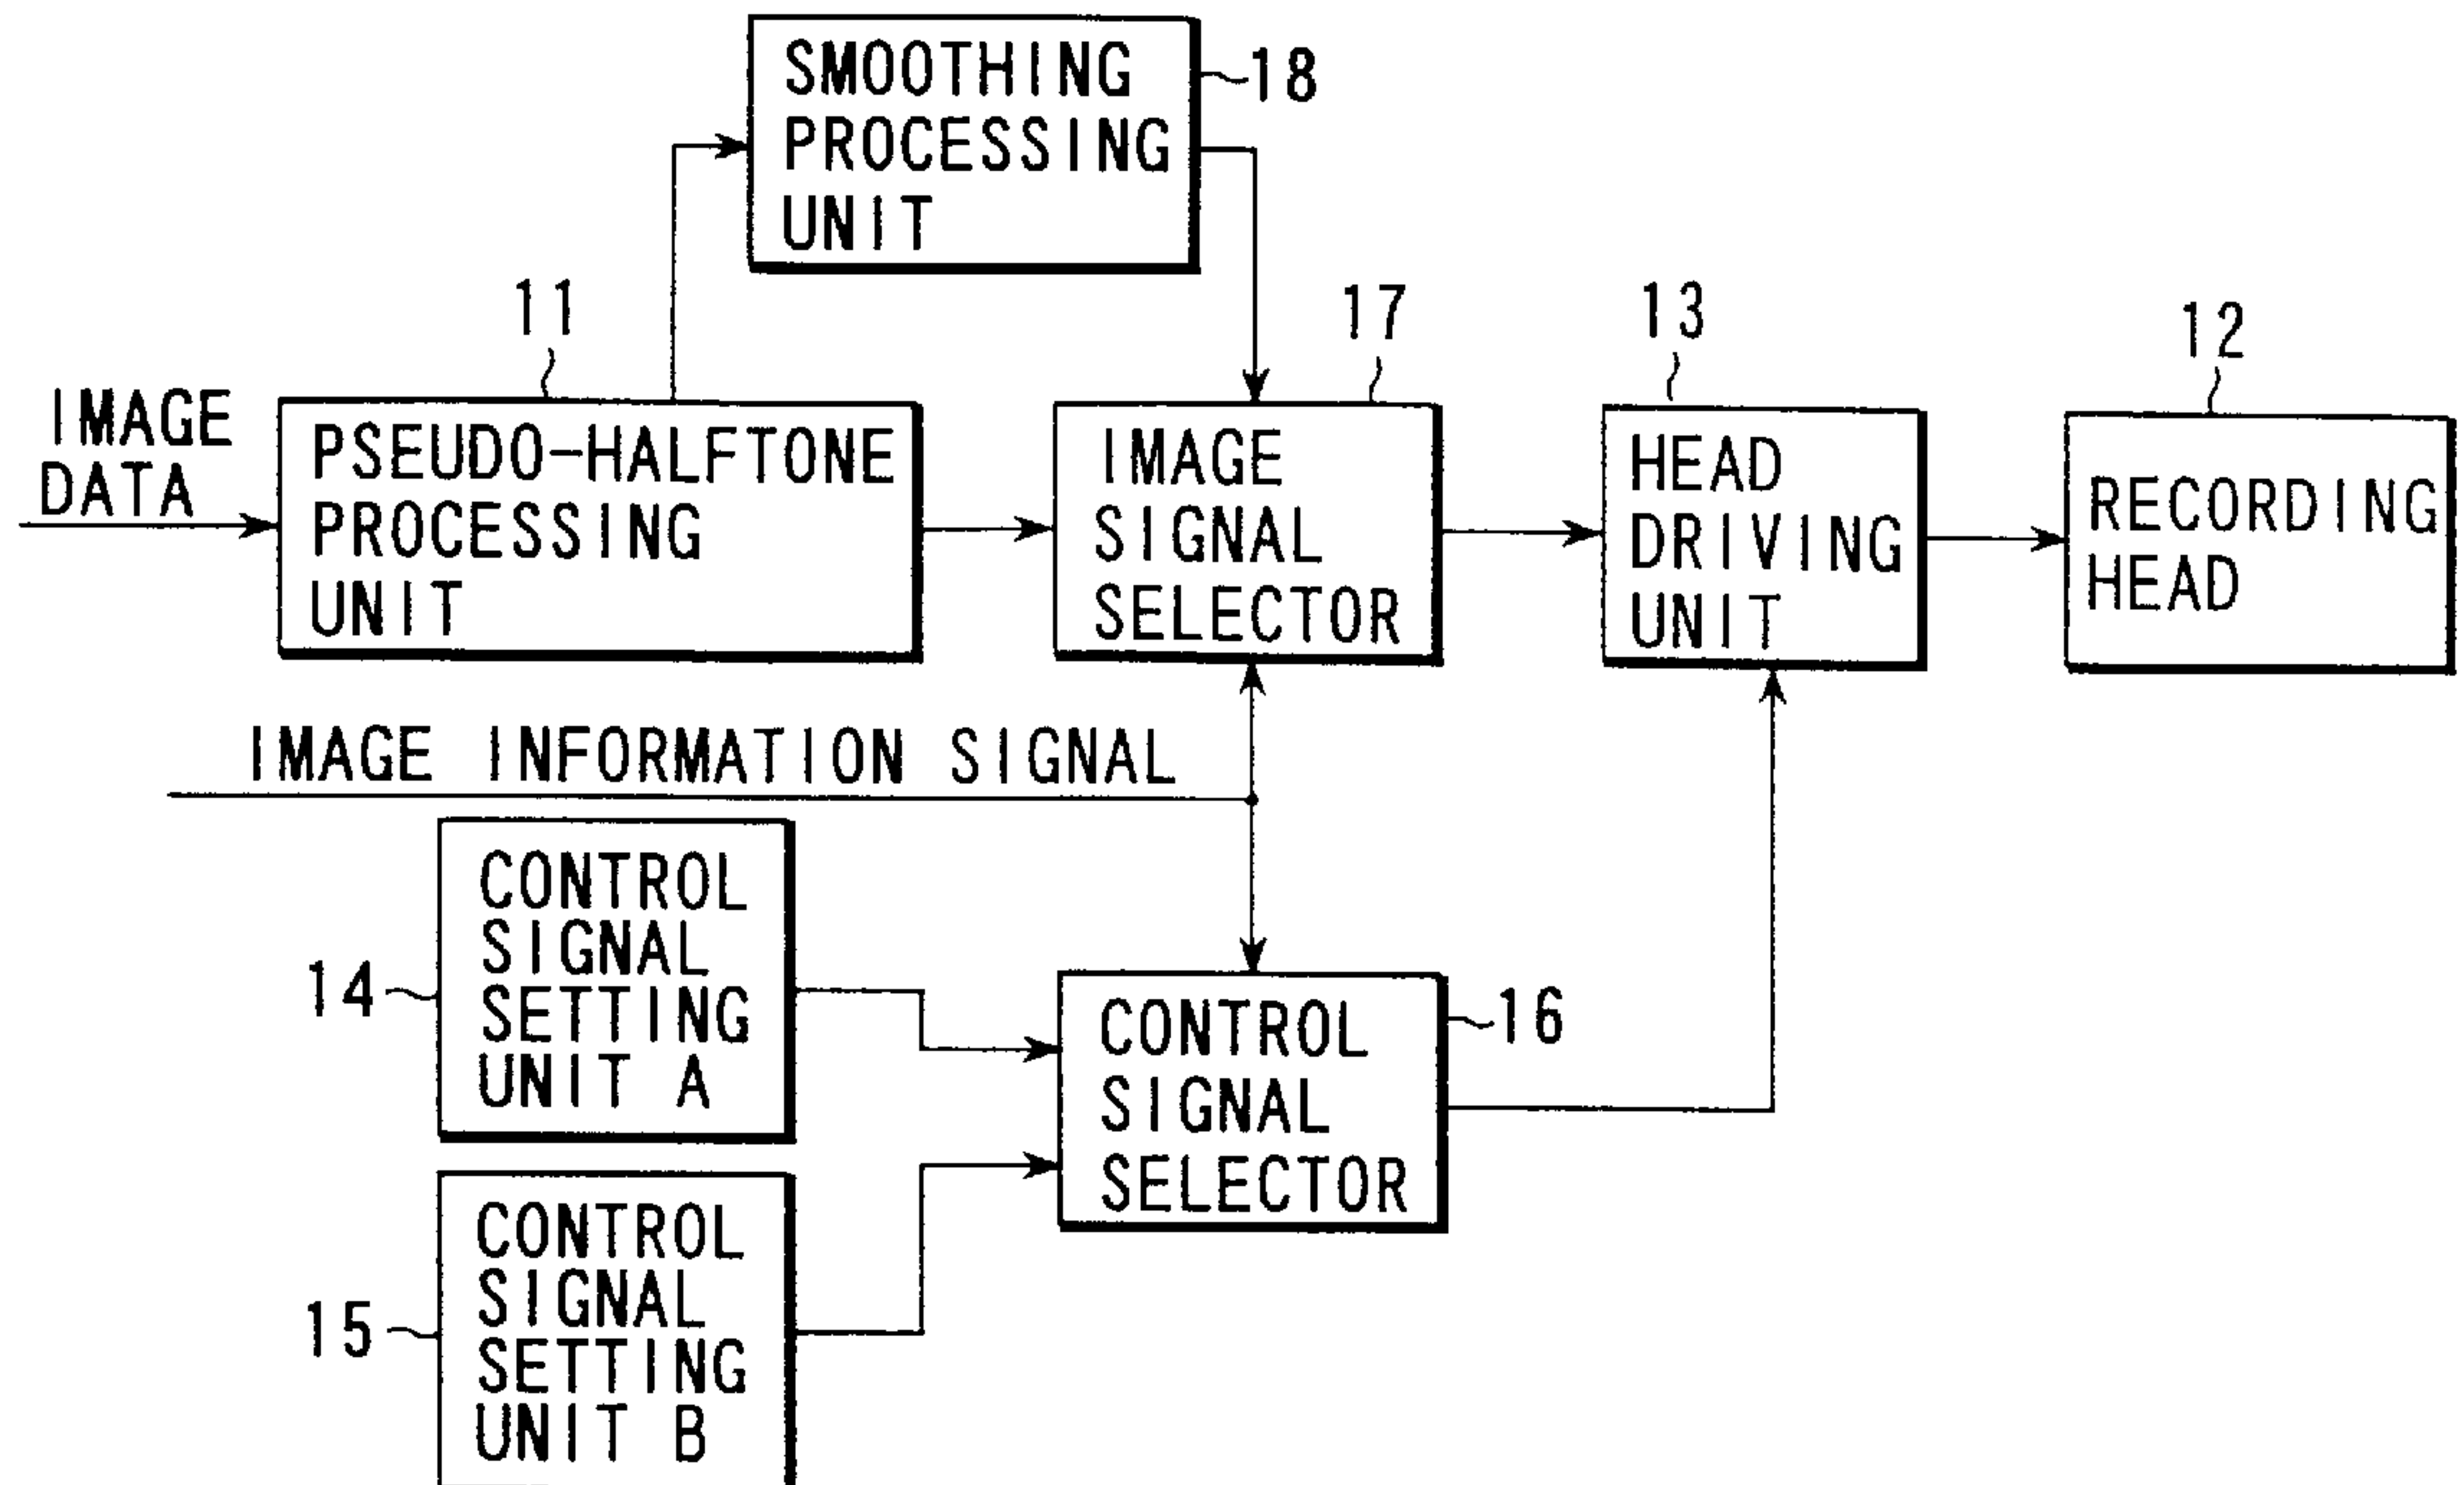 SMOOTHING
PROCESSING
UNIT
18
11
17
13
12
IMAGE
DATA
PSEUDO-HALFTONE
PROCESSING
UNIT
IMAGE
SIGNAL
SELECTOR
HEAD
DRIVING
UNIT
RECORDING
HEAD
IMAGE INFORMATION SIGNAL
CONTROL
SIGNAL
SETTING
UNIT A
14
CONTROL
SIGNAL
SELECTOR
16
CONTROL
SIGNAL
SETTING
UNIT B
15